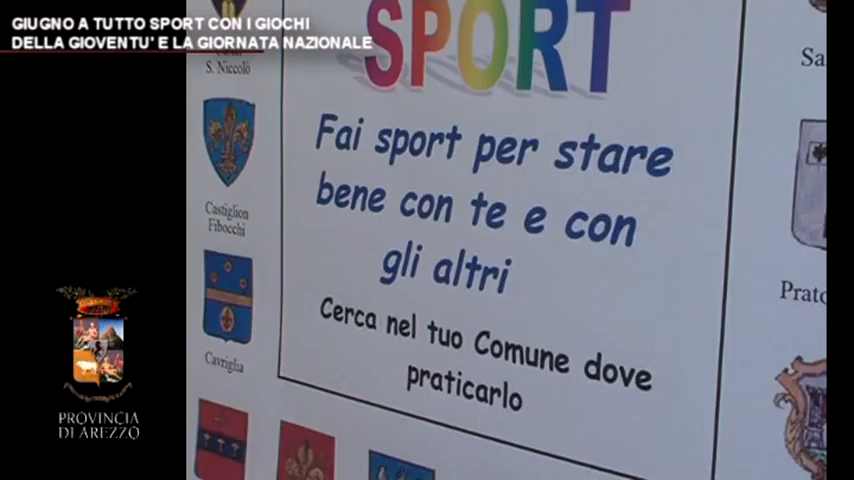 GIUGNO A TUTTO SPORT CON I GIOCHI
DELLA GIOVENTU' E LA GIORNATA NAZIONALE
S. Niccolò
Castiglion
Fibocchi
Cavriglia
SPORT
Fai sport per stare
bene con te e con
gli altri
Cerca nel tuo Comune dove
praticarlo
Sa
Prato
PROVINCIA
DI AREZZO